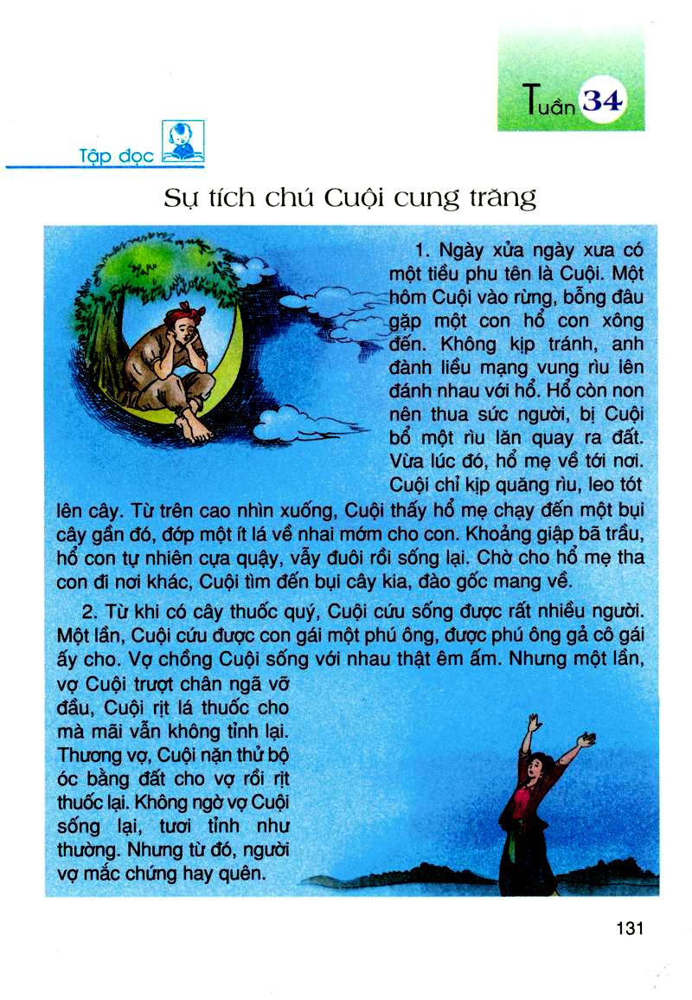 Tuần 34
Tập đọc
Sự tích chú Cuội cung trăng
1. Ngày xửa ngày xưa có
một tiều phu tên là Cuội. Một
hôm Cuội vào rừng, bỗng đâu
gặp một con hổ con xông
đến. Không kịp tránh, anh
đành liều mạng vung rìu lên
đánh nhau với hổ. Hổ còn non
nên thua sức người, bị Cuội
bổ một rìu lăn quay ra đất.
Vừa lúc đó, hổ mẹ về tới nơi.
Cuội chỉ kịp quăng rìu, leo tót
lên cây. Từ trên cao nhìn xuống, Cuội thấy hổ mẹ chạy đến một bụi
cây gần đó, đớp một ít lá về nhai mớm cho con. Khoảng giập bã trầu,
hổ con tự nhiên cựa quậy, vẫy đuôi rồi sống lại. Chờ cho hổ mẹ tha
con đi nơi khác, Cuội tìm đến bụi cây kia, đào gốc mang về.
2. Từ khi có cây thuốc quý, Cuội cứu sống được rất nhiều người.
Một lần, Cuội cứu được con gái một phú ông, được phú ông gả cô gái
ấy cho. Vợ chồng Cuội sống với nhau thật êm ấm. Nhưng một lần,
vợ Cuội trượt chân ngã vỡ
đầu, Cuội rịt lá thuốc cho
mà mãi vẫn không tỉnh lại.
Thương vợ, Cuội nặn thử bộ
óc bằng đất cho vợ rồi rịt
thuốc lại. Không ngờ vợ Cuội
sống lại, tươi tỉnh như
thường. Nhưng từ đó, người
vợ mắc chứng hay quên.
131